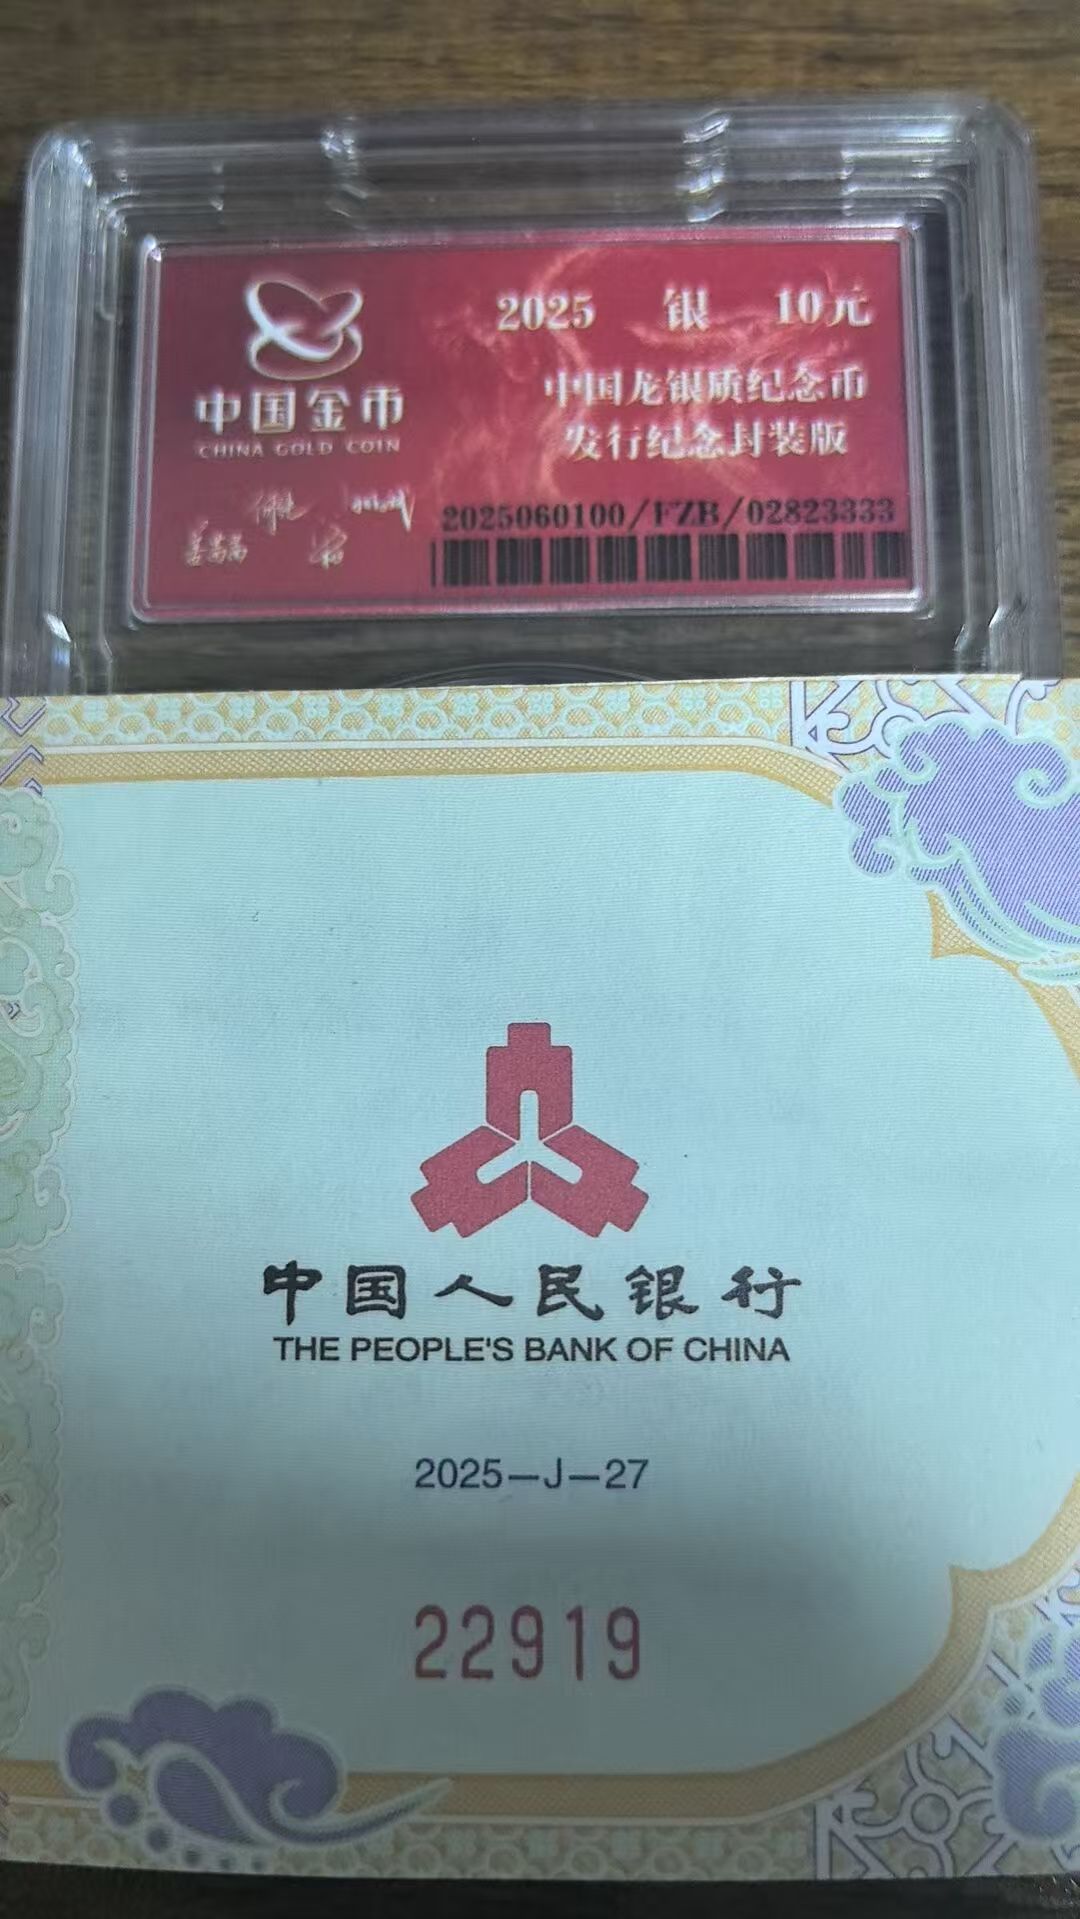 中国金币
CHINA GOLD COIN
2025 银 10元
中国龙银质纪念币
发行纪念封装版
2025060100/FZB/02823333
中国人民银行
THE PEOPLE'S BANK OF CHINA
2025—J—27
22919